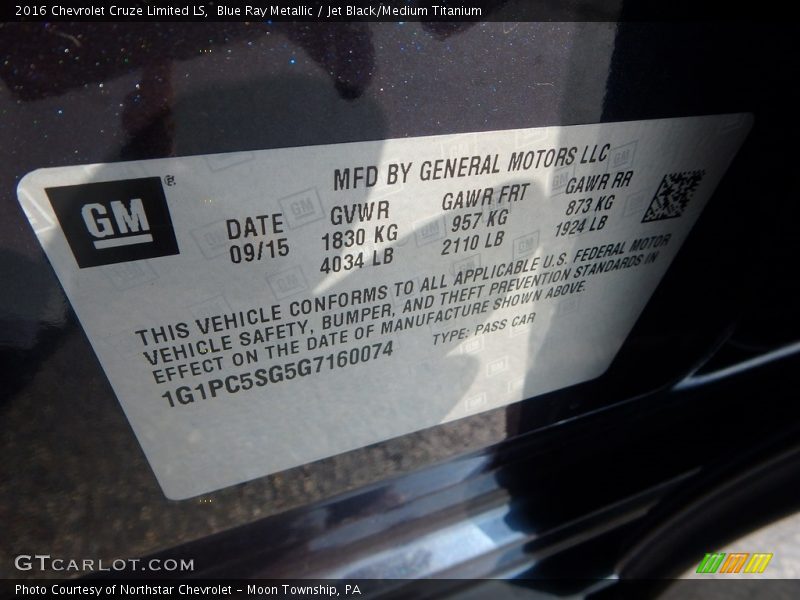 2016 Chevrolet Cruze Limited LS, Blue Ray Metallic / Jet Black/Medium Titanium
GM®
MFD BY GENERAL MOTORS LLC
DATE GVWR GAWR FRT GAWR RR
09/15 1830 KG 957 KG 873 KG
4034 LB 2110 LB 1924 LB
THIS VEHICLE CONFORMS TO ALL APPLICABLE U.S. FEDERAL MOTOR
VEHICLE SAFETY, BUMPER, AND THEFT PREVENTION STANDARDS IN
EFFECT ON THE DATE OF MANUFACTURE SHOWN ABOVE.
1G1PC5SG5G7160074 TYPE: PASS CAR
GTCARLOT.COM
Photo Courtesy of Northstar Chevrolet - Moon Township, PA